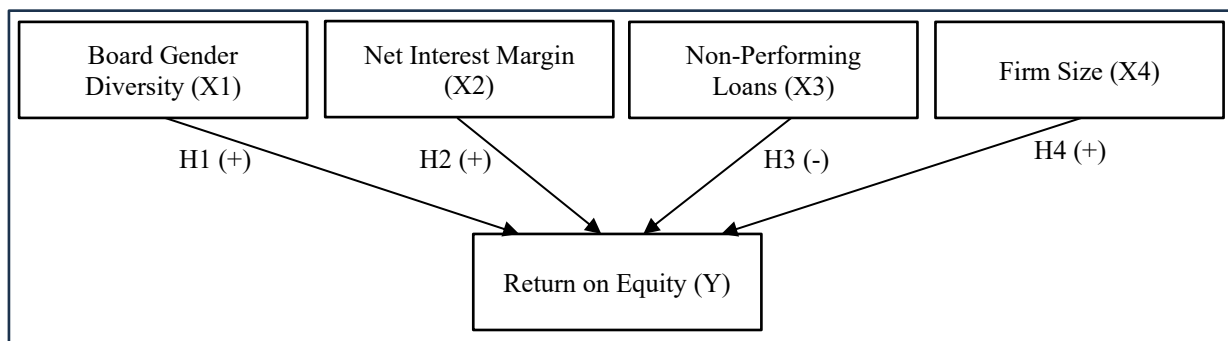 Board Gender
Diversity (X1)
Net Interest Margin
(X2)
Non-Performing
Loans (X3)
Firm Size (X4)
H1 (+)
H2 (+)
H3 (-)
H4 (+)
Return on Equity (Y)